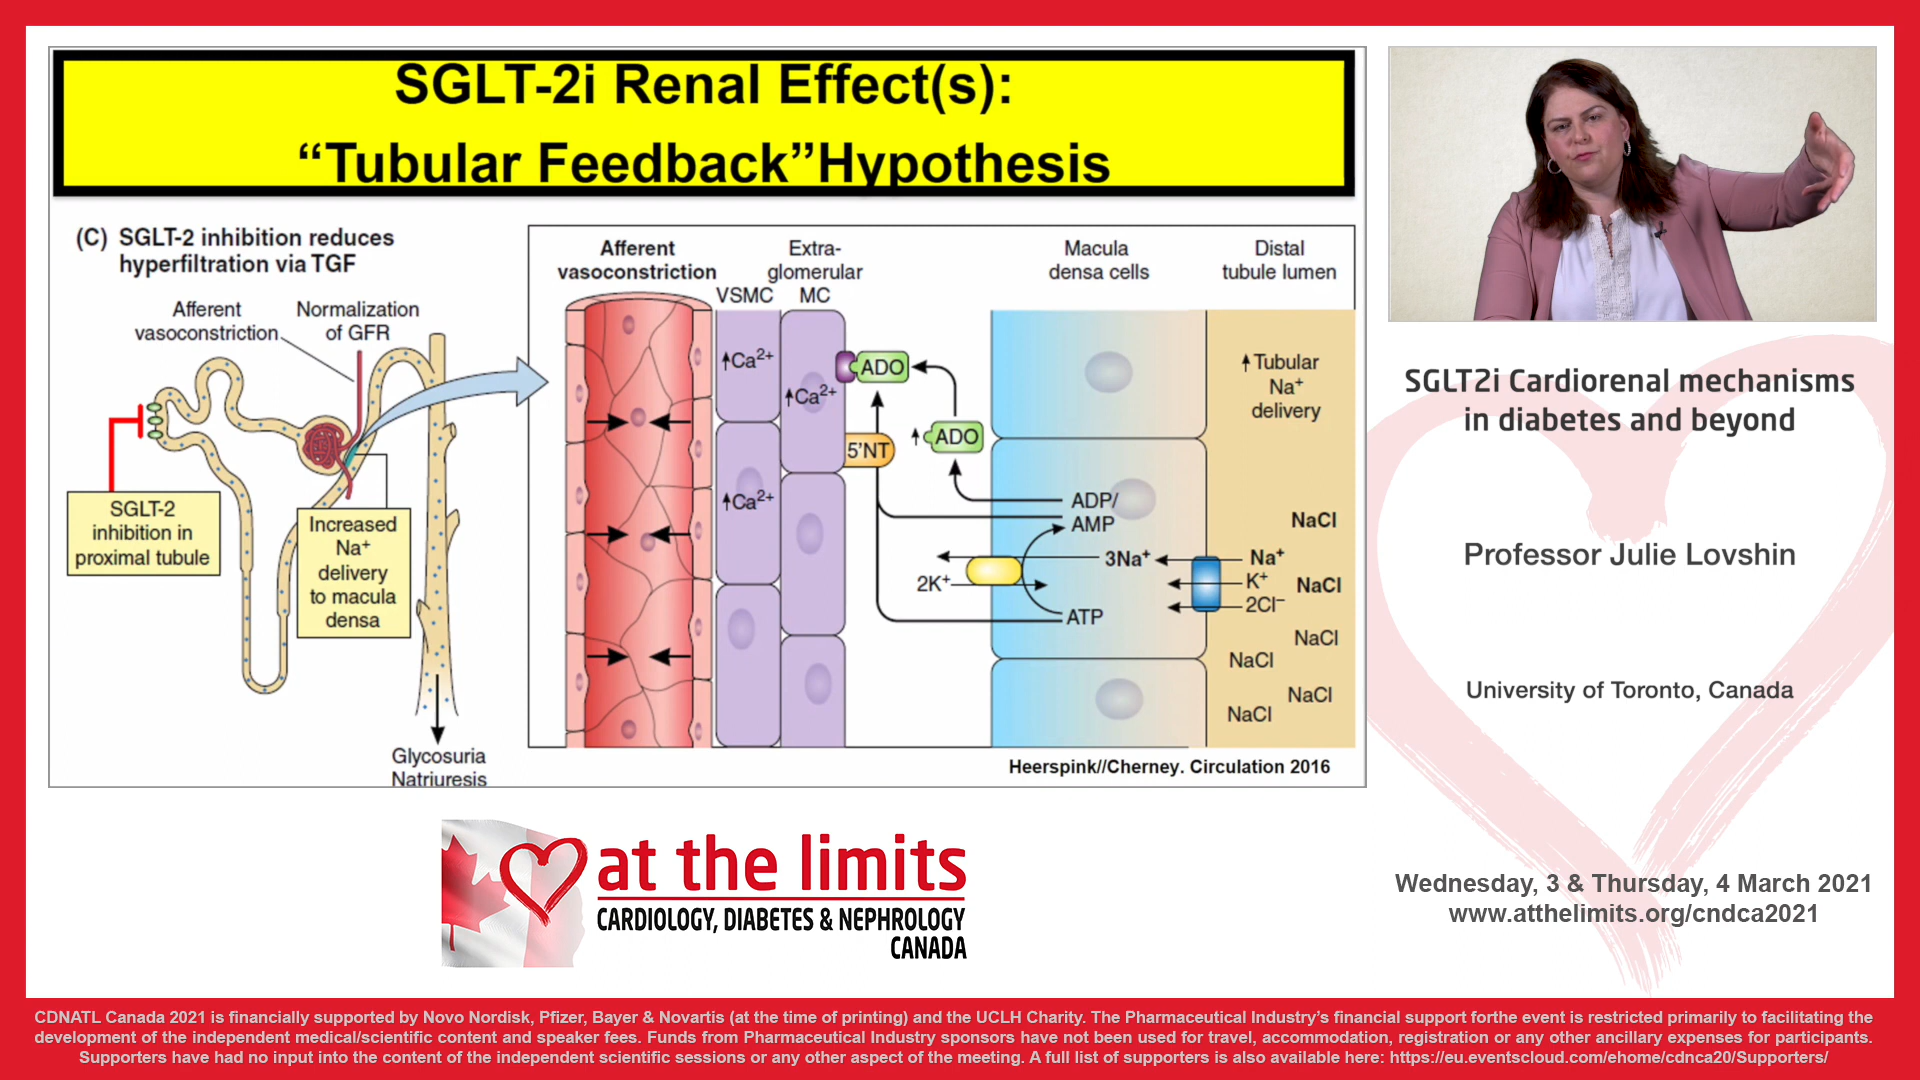 SGLT-2i Renal Effect(s):
“Tubular Feedback”Hypothesis
(C) SGLT-2 inhibition reduces
hyperfiltration via TGF
Afferent
vasoconstriction
Normalization
of GFR
SGLT-2
inhibition in
proximal tubule
Increased
Na⁺
delivery
to macula
densa
Glycosuria
Natriuresis
Afferent
vasoconstriction
VSMC
Extra-
glomerular
MC
Macula
densa cells
Distal
tubule lumen
↑Ca²⁺
↑Ca²⁺
↑Ca²⁺
ADO
↑ADO
5’NT
ADP/
AMP
3Na⁺
2K⁺
ATP
↑Tubular
Na⁺
delivery
NaCl
Na⁺
K⁺
2Cl⁻
NaCl
NaCl
NaCl
NaCl
NaCl
Heerspink//Cherney. Circulation 2016
SGLT2i Cardiorenal mechanisms
in diabetes and beyond
Professor Julie Lovshin
University of Toronto, Canada
at the limits
CARDIOLOGY, DIABETES & NEPHROLOGY
CANADA
Wednesday, 3 & Thursday, 4 March 2021
www.atthelimits.org/cndca2021
CDNATL Canada 2021 is financially supported by Novo Nordisk, Pfizer, Bayer & Novartis (at the time of printing) and the UCLH Charity. The Pharmaceutical Industry’s financial support forthe event is restricted primarily to facilitating the
development of the independent medical/scientific content and speaker fees. Funds from Pharmaceutical Industry sponsors have not been used for travel, accommodation, registration or any other ancillary expenses for participants.
Supporters have had no input into the content of the independent scientific sessions or any other aspect of the meeting. A full list of supporters is also available here: https://eu.eventscloud.com/ehome/cdnca20/Supporters/